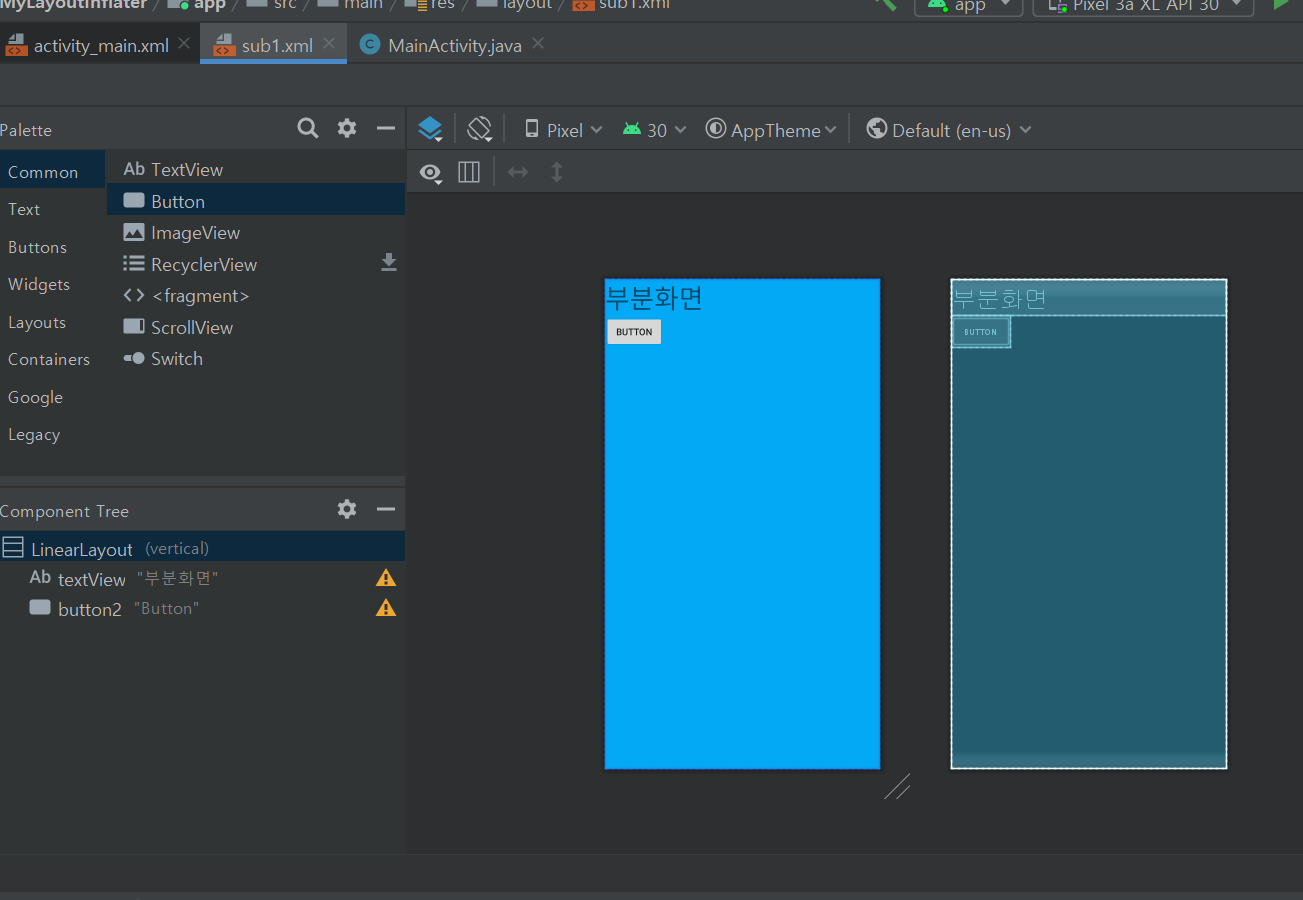 MyLayoutInflater / app / src / main / res / layout / sub1.xml app Pixel 3a XL API 30
activity_main.xml sub1.xml MainActivity.java
Palette
Pixel 30 AppTheme Default (en-us)
Common
Text
Buttons
Widgets
Layouts
Containers
Google
Legacy
Ab TextView
Button
ImageView
RecyclerView
<fragment>
ScrollView
Switch
부분화면
BUTTON
부분화면
BUTTON
Component Tree
LinearLayout (vertical)
Ab textView "부분화면"
button2 "Button"